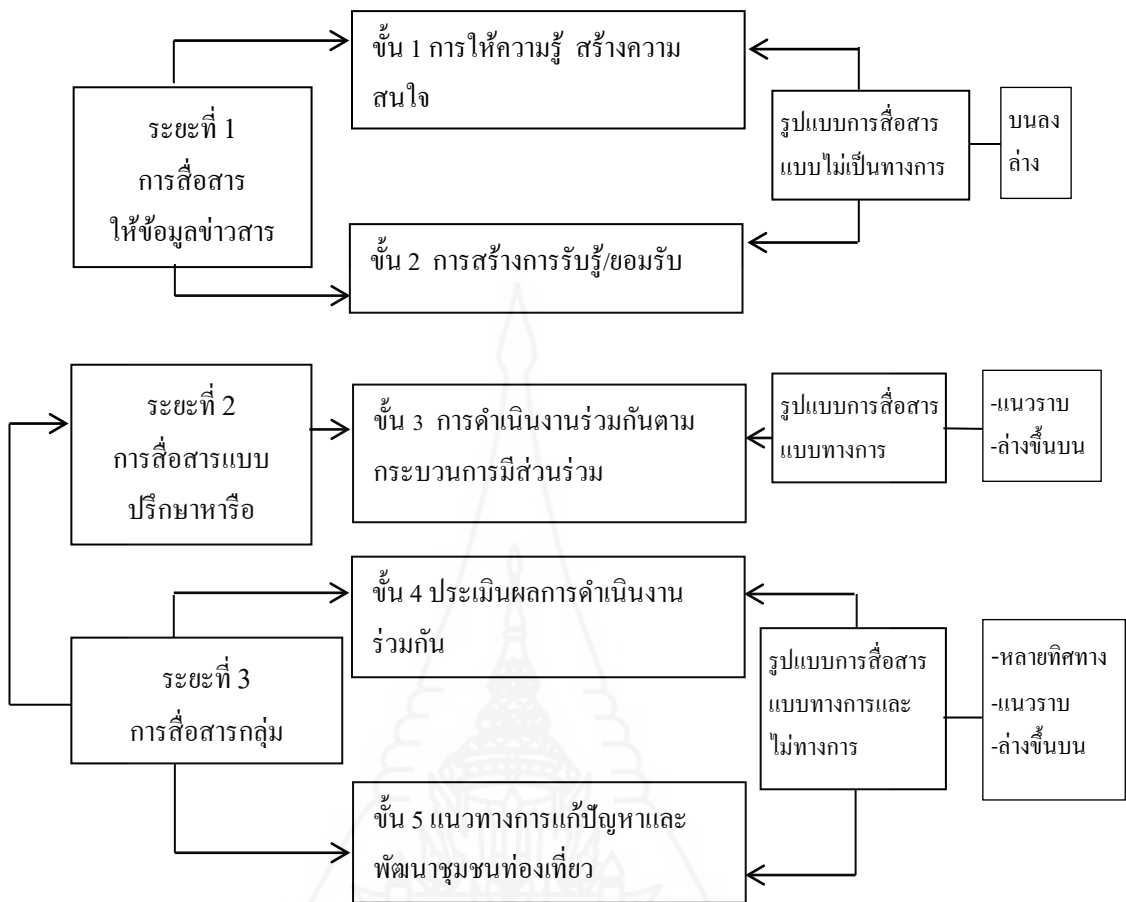 ขั้น 1 การให้ความรู้ สร้างความ
สนใจ
ระยะที่ 1
การสื่อสาร
ให้ข้อมูลข่าวสาร
รูปแบบการสื่อสาร
แบบไม่เป็นทางการ
บนลง
ล่าง
ขั้น 2 การสร้างการรับรู้/ยอมรับ
ระยะที่ 2
การสื่อสารแบบ
ปรึกษาหารือ
ขั้น 3 การดำเนินงานร่วมกันตาม
กระบวนการมีส่วนร่วม
รูปแบบการสื่อสาร
แบบทางการ
-แนวราบ
-ล่างขึ้นบน
ขั้น 4 ประเมินผลการดำเนินงาน
ร่วมกัน
ระยะที่ 3
การสื่อสารกลุ่ม
รูปแบบการสื่อสาร
แบบทางการและ
ไม่ทางการ
-หลายทิศทาง
-แนวราบ
-ล่างขึ้นบน
ขั้น 5 แนวทางการแก้ปัญหาและ
พัฒนาชุมชนท่องเที่ยว